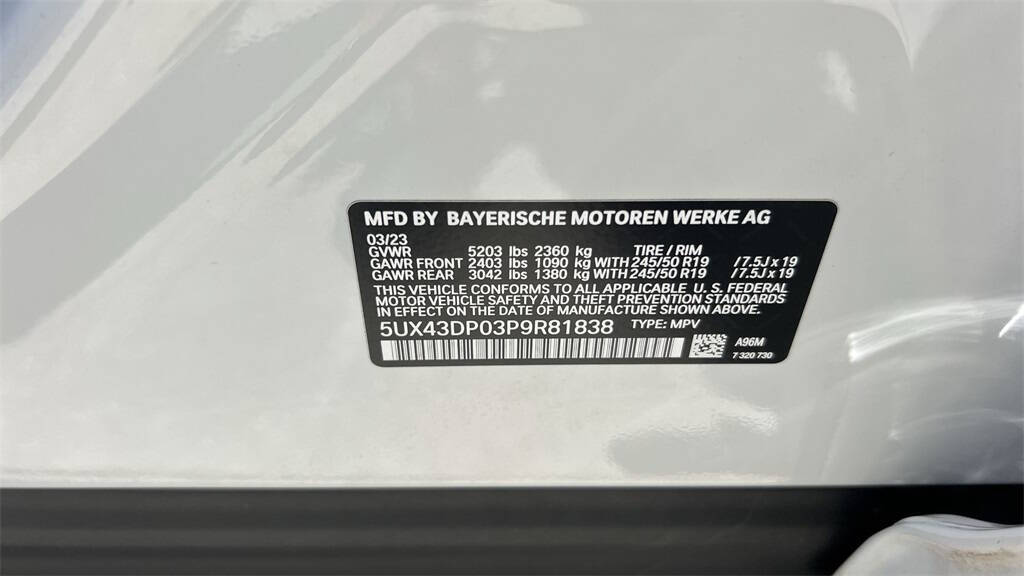 MFD BY BAYERISCHE MOTOREN WERKE AG
03/23
GVWR 5203 lbs 2360 kg TIRE / RIM
GAWR FRONT 2403 lbs 1090 kg WITH 245/50 R19 / 7.5J x 19
GAWR REAR 3042 lbs 1380 kg WITH 245/50 R19 / 7.5J x 19
THIS VEHICLE CONFORMS TO ALL APPLICABLE U. S. FEDERAL
MOTOR VEHICLE SAFETY AND THEFT PREVENTION STANDARDS
IN EFFECT ON THE DATE OF MANUFACTURE SHOWN ABOVE.
5UX43DP03P9R81838 TYPE: MPV
A96M
7 320 730